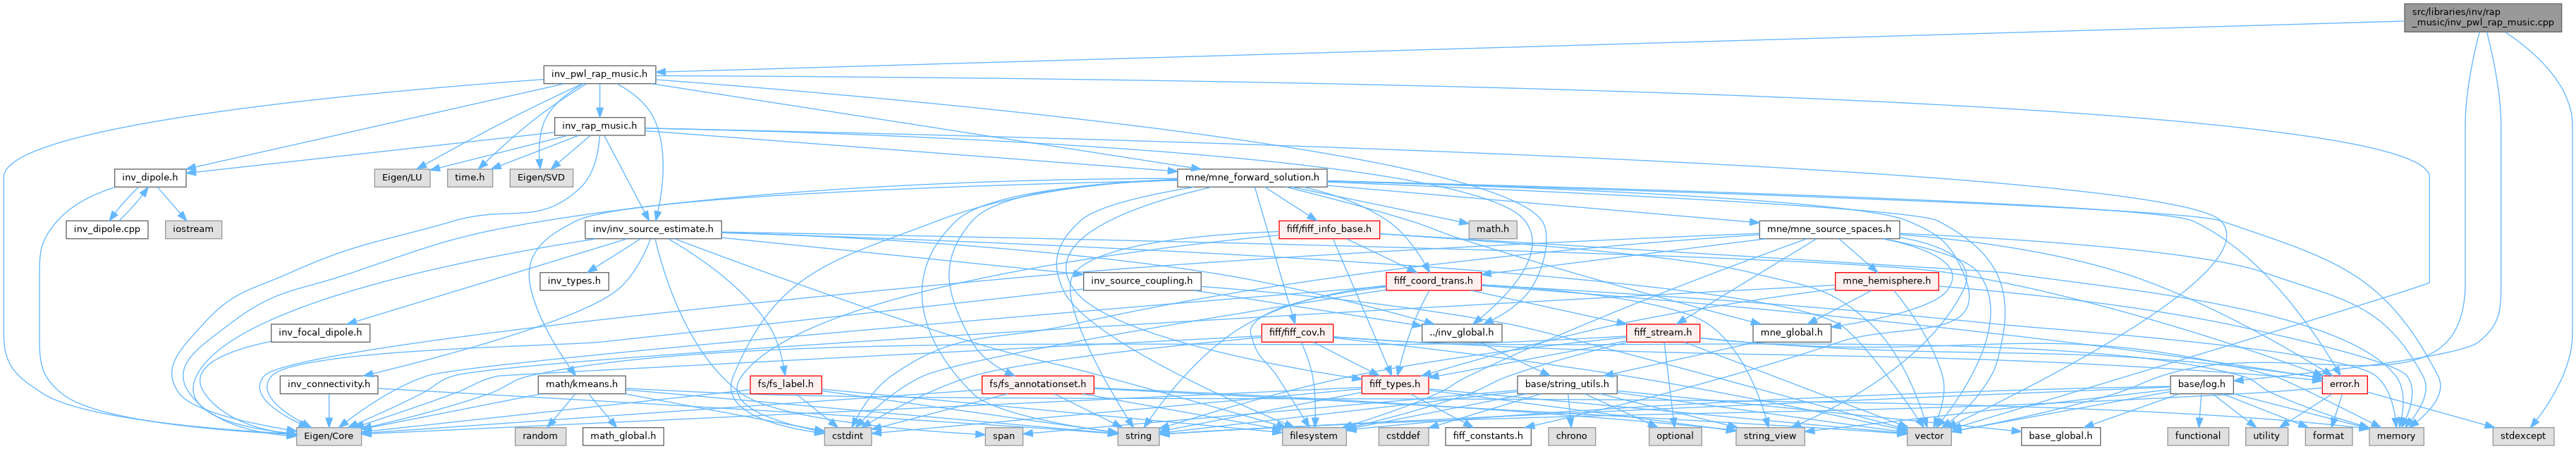 src/libraries/inv/rap
_music/inv_pwl_rap_music.cpp
inv_pwl_rap_music.h
inv_rap_music.h
inv_dipole.h
Eigen/LU
time.h
Eigen/SVD
mne/mne_forward_solution.h
inv_dipole.cpp
iostream
inv/inv_source_estimate.h
fiff/fiff_info_base.h
math.h
mne/mne_source_spaces.h
inv_types.h
inv_source_coupling.h
fiff_coord_trans.h
mne_hemisphere.h
inv_focal_dipole.h
fiff/fiff_cov.h
../inv_global.h
fiff_stream.h
mne_global.h
inv_connectivity.h
math/kmeans.h
fs/fs_label.h
fs/fs_annotationset.h
fiff_types.h
base/string_utils.h
base/log.h
error.h
Eigen/Core
random
math_global.h
cstdint
span
string
filesystem
fiff_constants.h
cstddef
chrono
optional
string_view
vector
base_global.h
functional
utility
format
memory
stdexcept